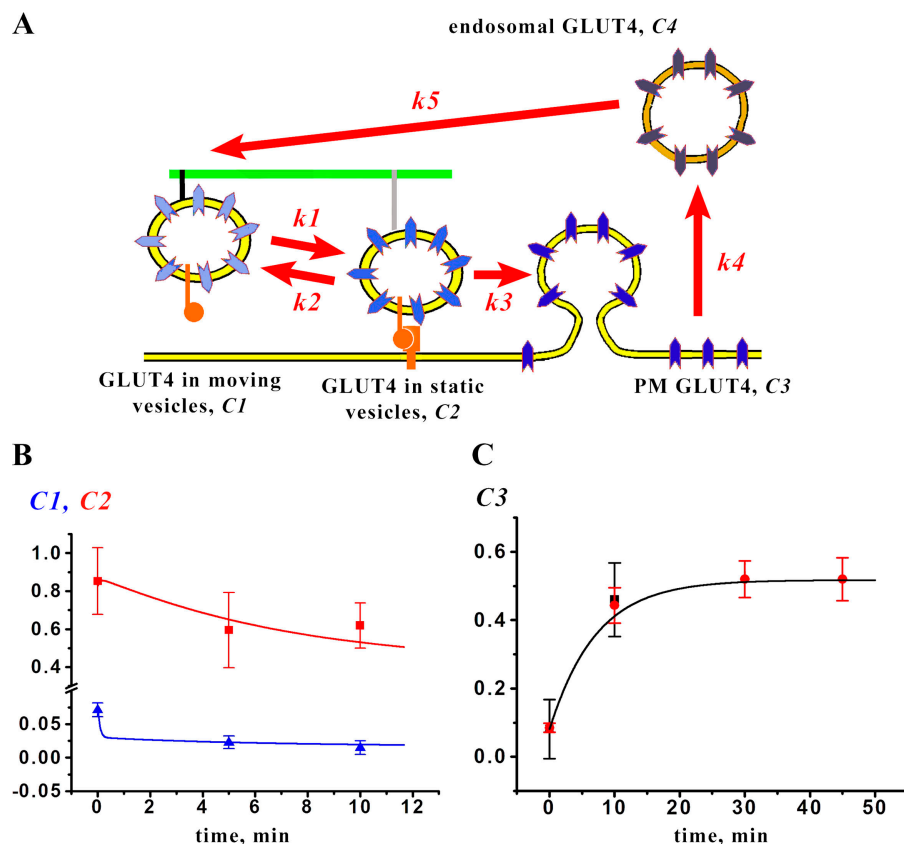 A
endosomal GLUT4, C4
k5
k1
k2
k3
k4
GLUT4 in moving
vesicles, C1
GLUT4 in static
vesicles, C2
PM GLUT4, C3
B
C1, C2
1.0
0.8
0.6
0.4
0.05
0.00
-0.05
0 2 4 6 8 10 12
time, min
C
C3
0.6
0.4
0.2
0.0
0 10 20 30 40 50
time, min